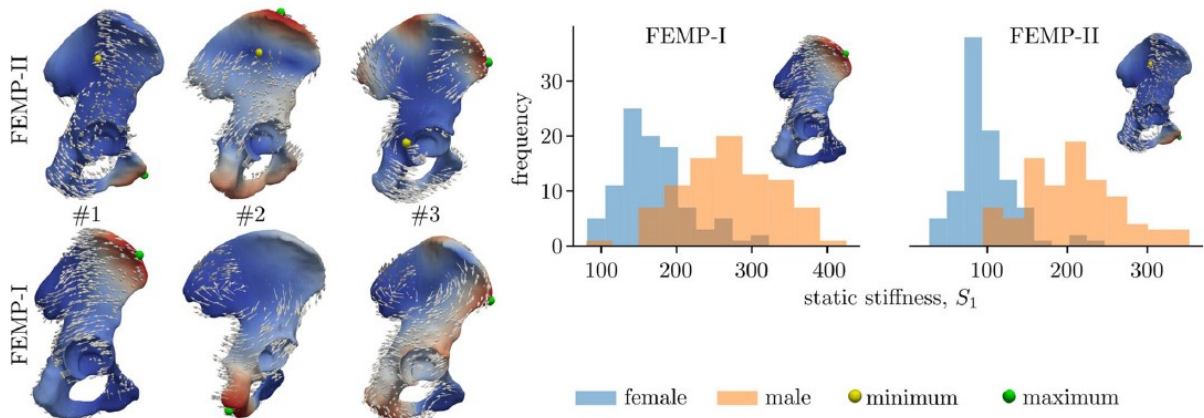 FEMP-II
#1 #2 #3
FEMP-I
FEMP-I
FEMP-II
frequency
30
20
10
0
100 200 300 400
100 200 300
static stiffness, S₁
female male minimum maximum